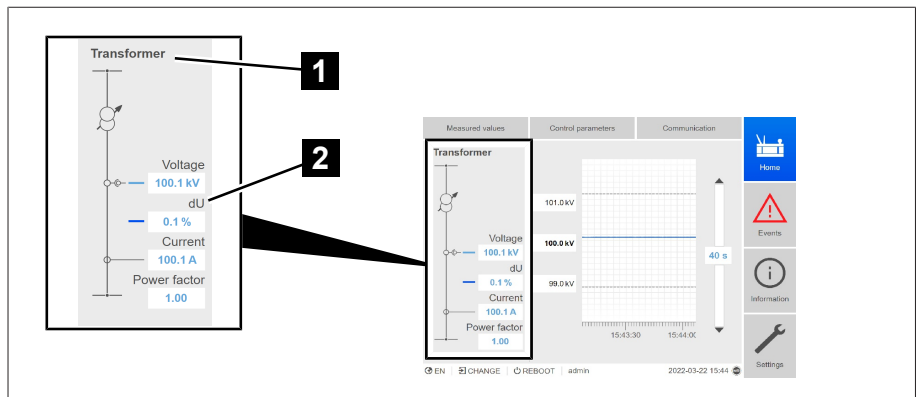 Transformer
1
Voltage
100.1 kV
2
dU
0.1 %
Current
100.1 A
Power factor
1.00
Measured values
Control parameters
Communication
Transformer
Voltage
100.1 kV
dU
0.1 %
Current
100.1 A
Power factor
1.00
101.0 kV
100.0 kV
99.0 kV
15:43:30
15:44:00
40 s
Home
Events
Information
Settings
EN CHANGE REBOOT admin 2022-03-22 15:44